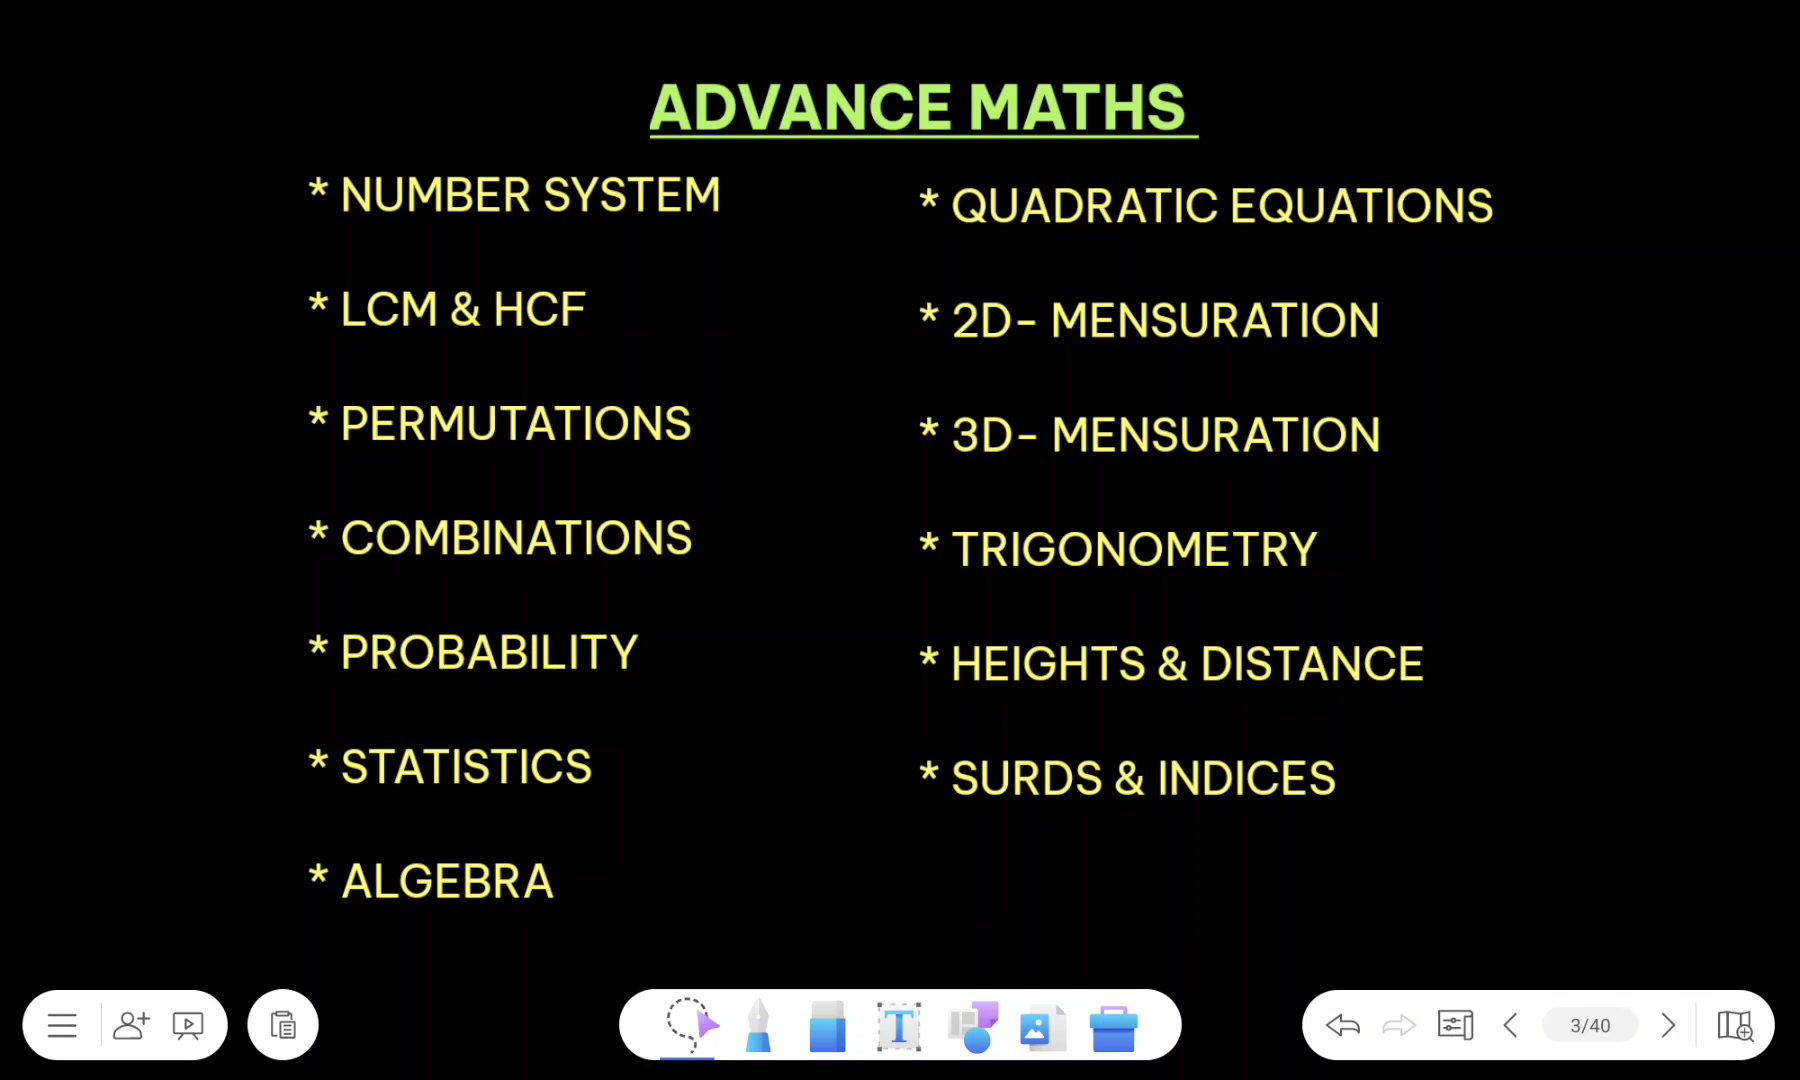 ADVANCE MATHS
* NUMBER SYSTEM
* LCM & HCF
* PERMUTATIONS
* COMBINATIONS
* PROBABILITY
* STATISTICS
* ALGEBRA
* QUADRATIC EQUATIONS
* 2D- MENSURATION
* 3D- MENSURATION
* TRIGONOMETRY
* HEIGHTS & DISTANCE
* SURDS & INDICES
T
3/40